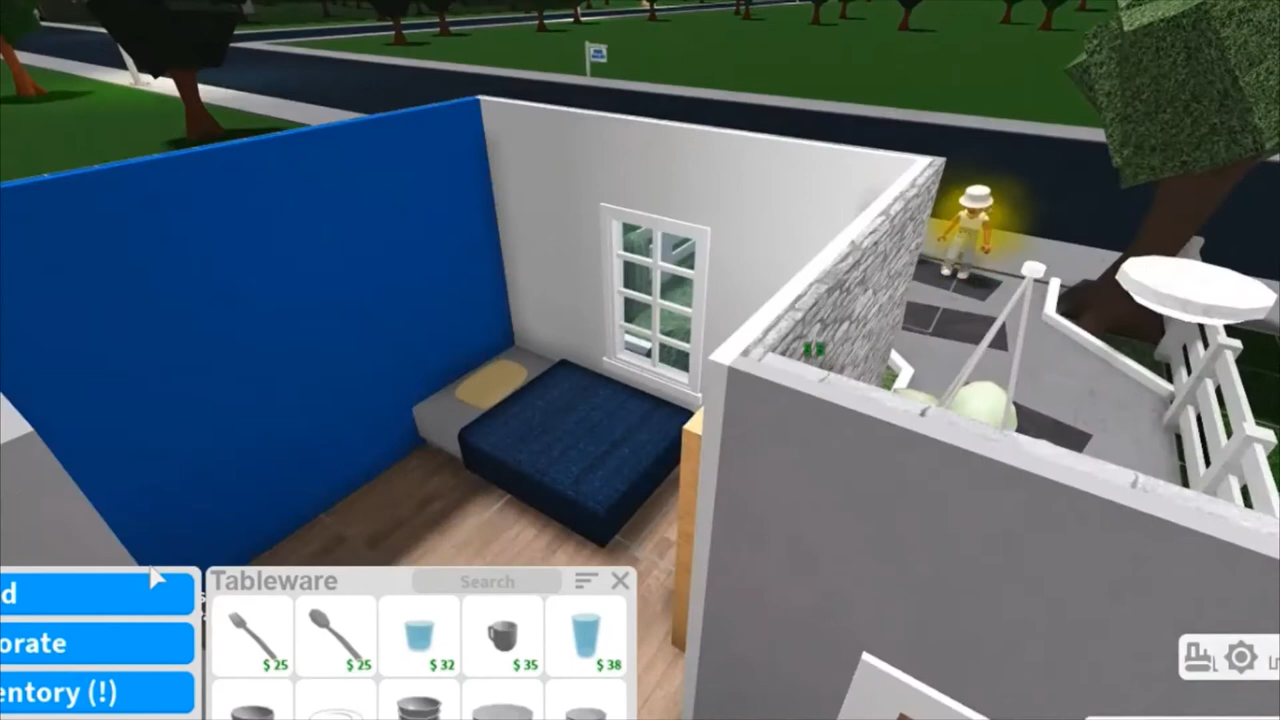 d
orate
entory (!)
Tableware
Search
$ 25
$ 25
$ 32
$ 35
$ 38